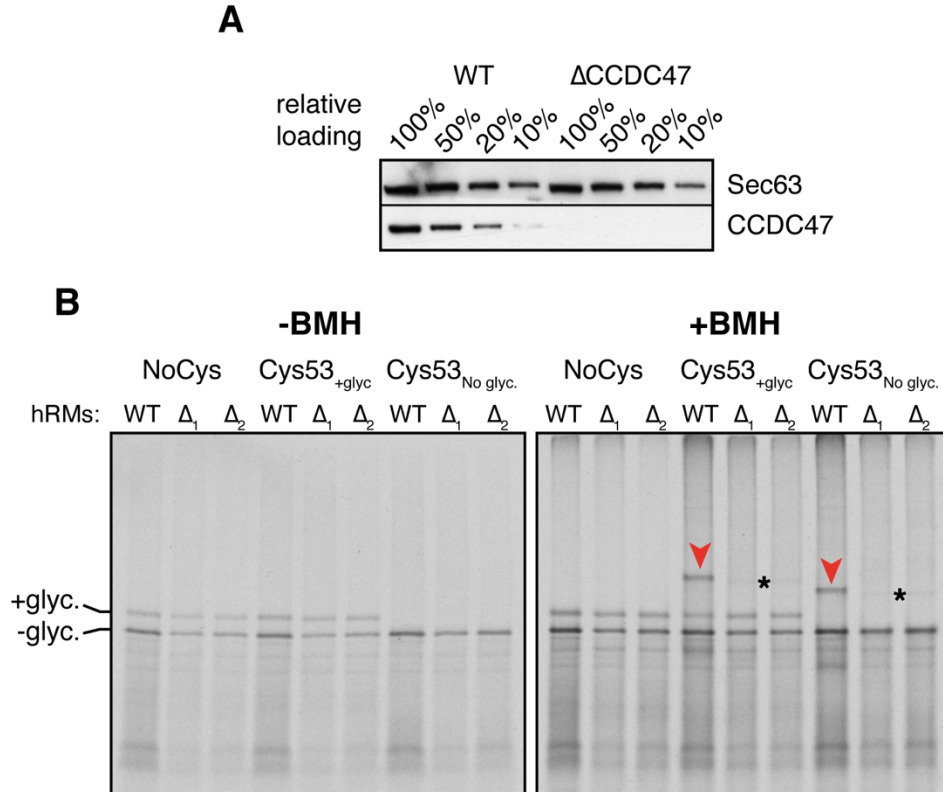 A
WT ΔCCDC47
relative loading 100% 50% 20% 10% 100% 50% 20% 10%
Sec63
CCDC47
B
-BMH +BMH
NoCys Cys53+glyc Cys53No glyc. NoCys Cys53+glyc Cys53No glyc.
hRMs: WT Δ1 Δ2 WT Δ1 Δ2 WT Δ1 Δ2 WT Δ1 Δ2 WT Δ1 Δ2 WT Δ1 Δ2
* 
*
+glyc.
-glyc.